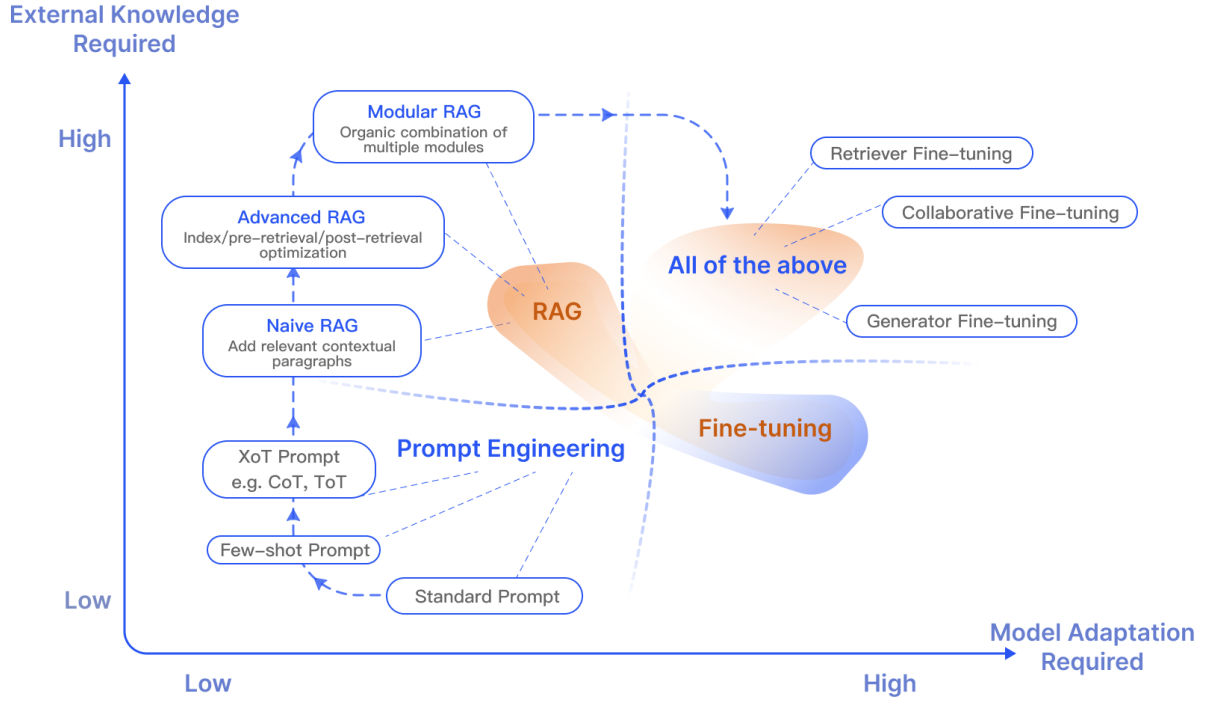 External Knowledge
Required
High
Modular RAG
Organic combination of
multiple modules
Retriever Fine-tuning
Advanced RAG
Index/pre-retrieval/post-retrieval
optimization
Collaborative Fine-tuning
All of the above
RAG
Naive RAG
Add relevant contextual
paragraphs
Generator Fine-tuning
Fine-tuning
Prompt Engineering
XoT Prompt
e.g. CoT, ToT
Few-shot Prompt
Standard Prompt
Low
Model Adaptation
Required
Low
High